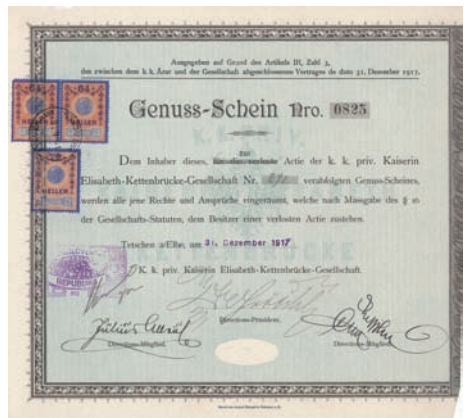 Ausgegeben auf Grund des Artikels III, Zahl 3,
des zwischen dem k. k. Ärar und der Gesellschaft abgeschlossenen Vertrages de dato 31. Dezember 1917.
Genuss-Schein Nro. 0825
zur
Dem Inhaber dieses, für die verloste Actie der k. k. priv. Kaiserin
Elisabeth-Kettenbrücke-Gesellschaft Nr. verabfolgten Genuss-Scheines,
werden alle jene Rechte und Ansprüche eingeräumt, welche nach Massgabe des § 10
der Gesellschafts-Statuten, dem Besitzer einer verlosten Actie zustehen.
Tetschen a/Elbe, am 31. Dezember 1917
K. k. priv. Kaiserin Elisabeth-Kettenbrücke-Gesellschaft.
Directions-Präsident.
Directions-Mitglied.
Directions-Mitglied.
HELLER
HELLER
HELLER
REPUBLIK
KETTENBRÜCKE